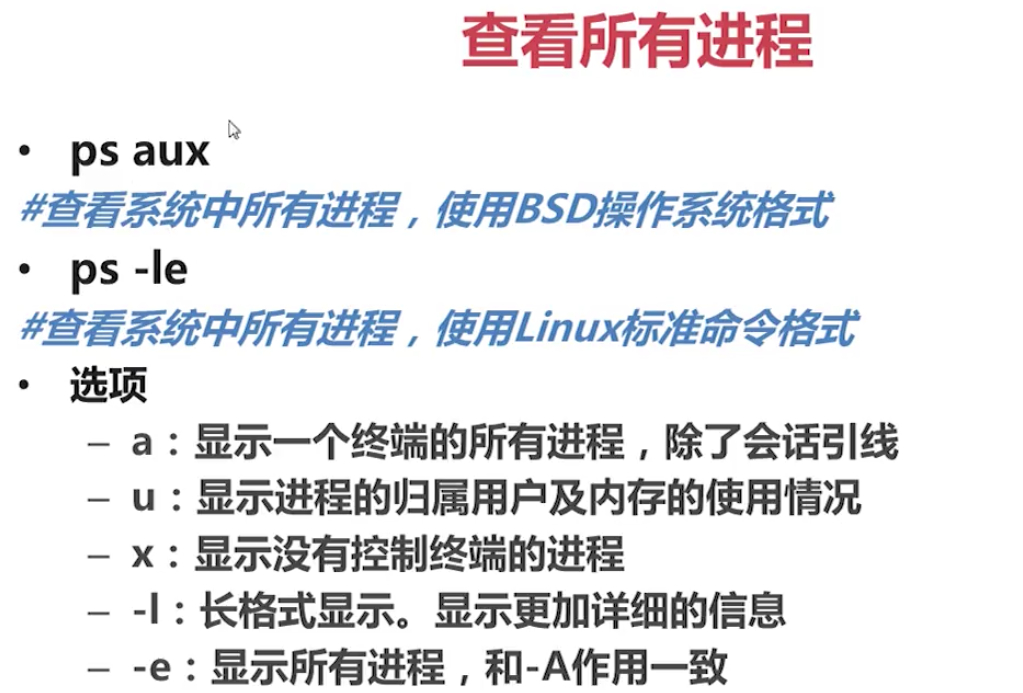 查看所有进程
• ps aux
#查看系统中所有进程，使用BSD操作系统格式
• ps -le
#查看系统中所有进程，使用Linux标准命令格式
• 选项
– a：显示一个终端的所有进程，除了会话引线
– u：显示进程的归属用户及内存的使用情况
– x：显示没有控制终端的进程
– -l：长格式显示。显示更加详细的信息
– -e：显示所有进程，和-A作用一致